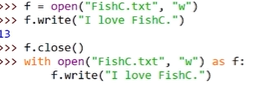 >>> f = open("FishC.txt", "w")
>>> f.write("I love FishC.")
13
>>> f.close()
>>> with open("FishC.txt", "w") as f:
        f.write("I love FishC.")